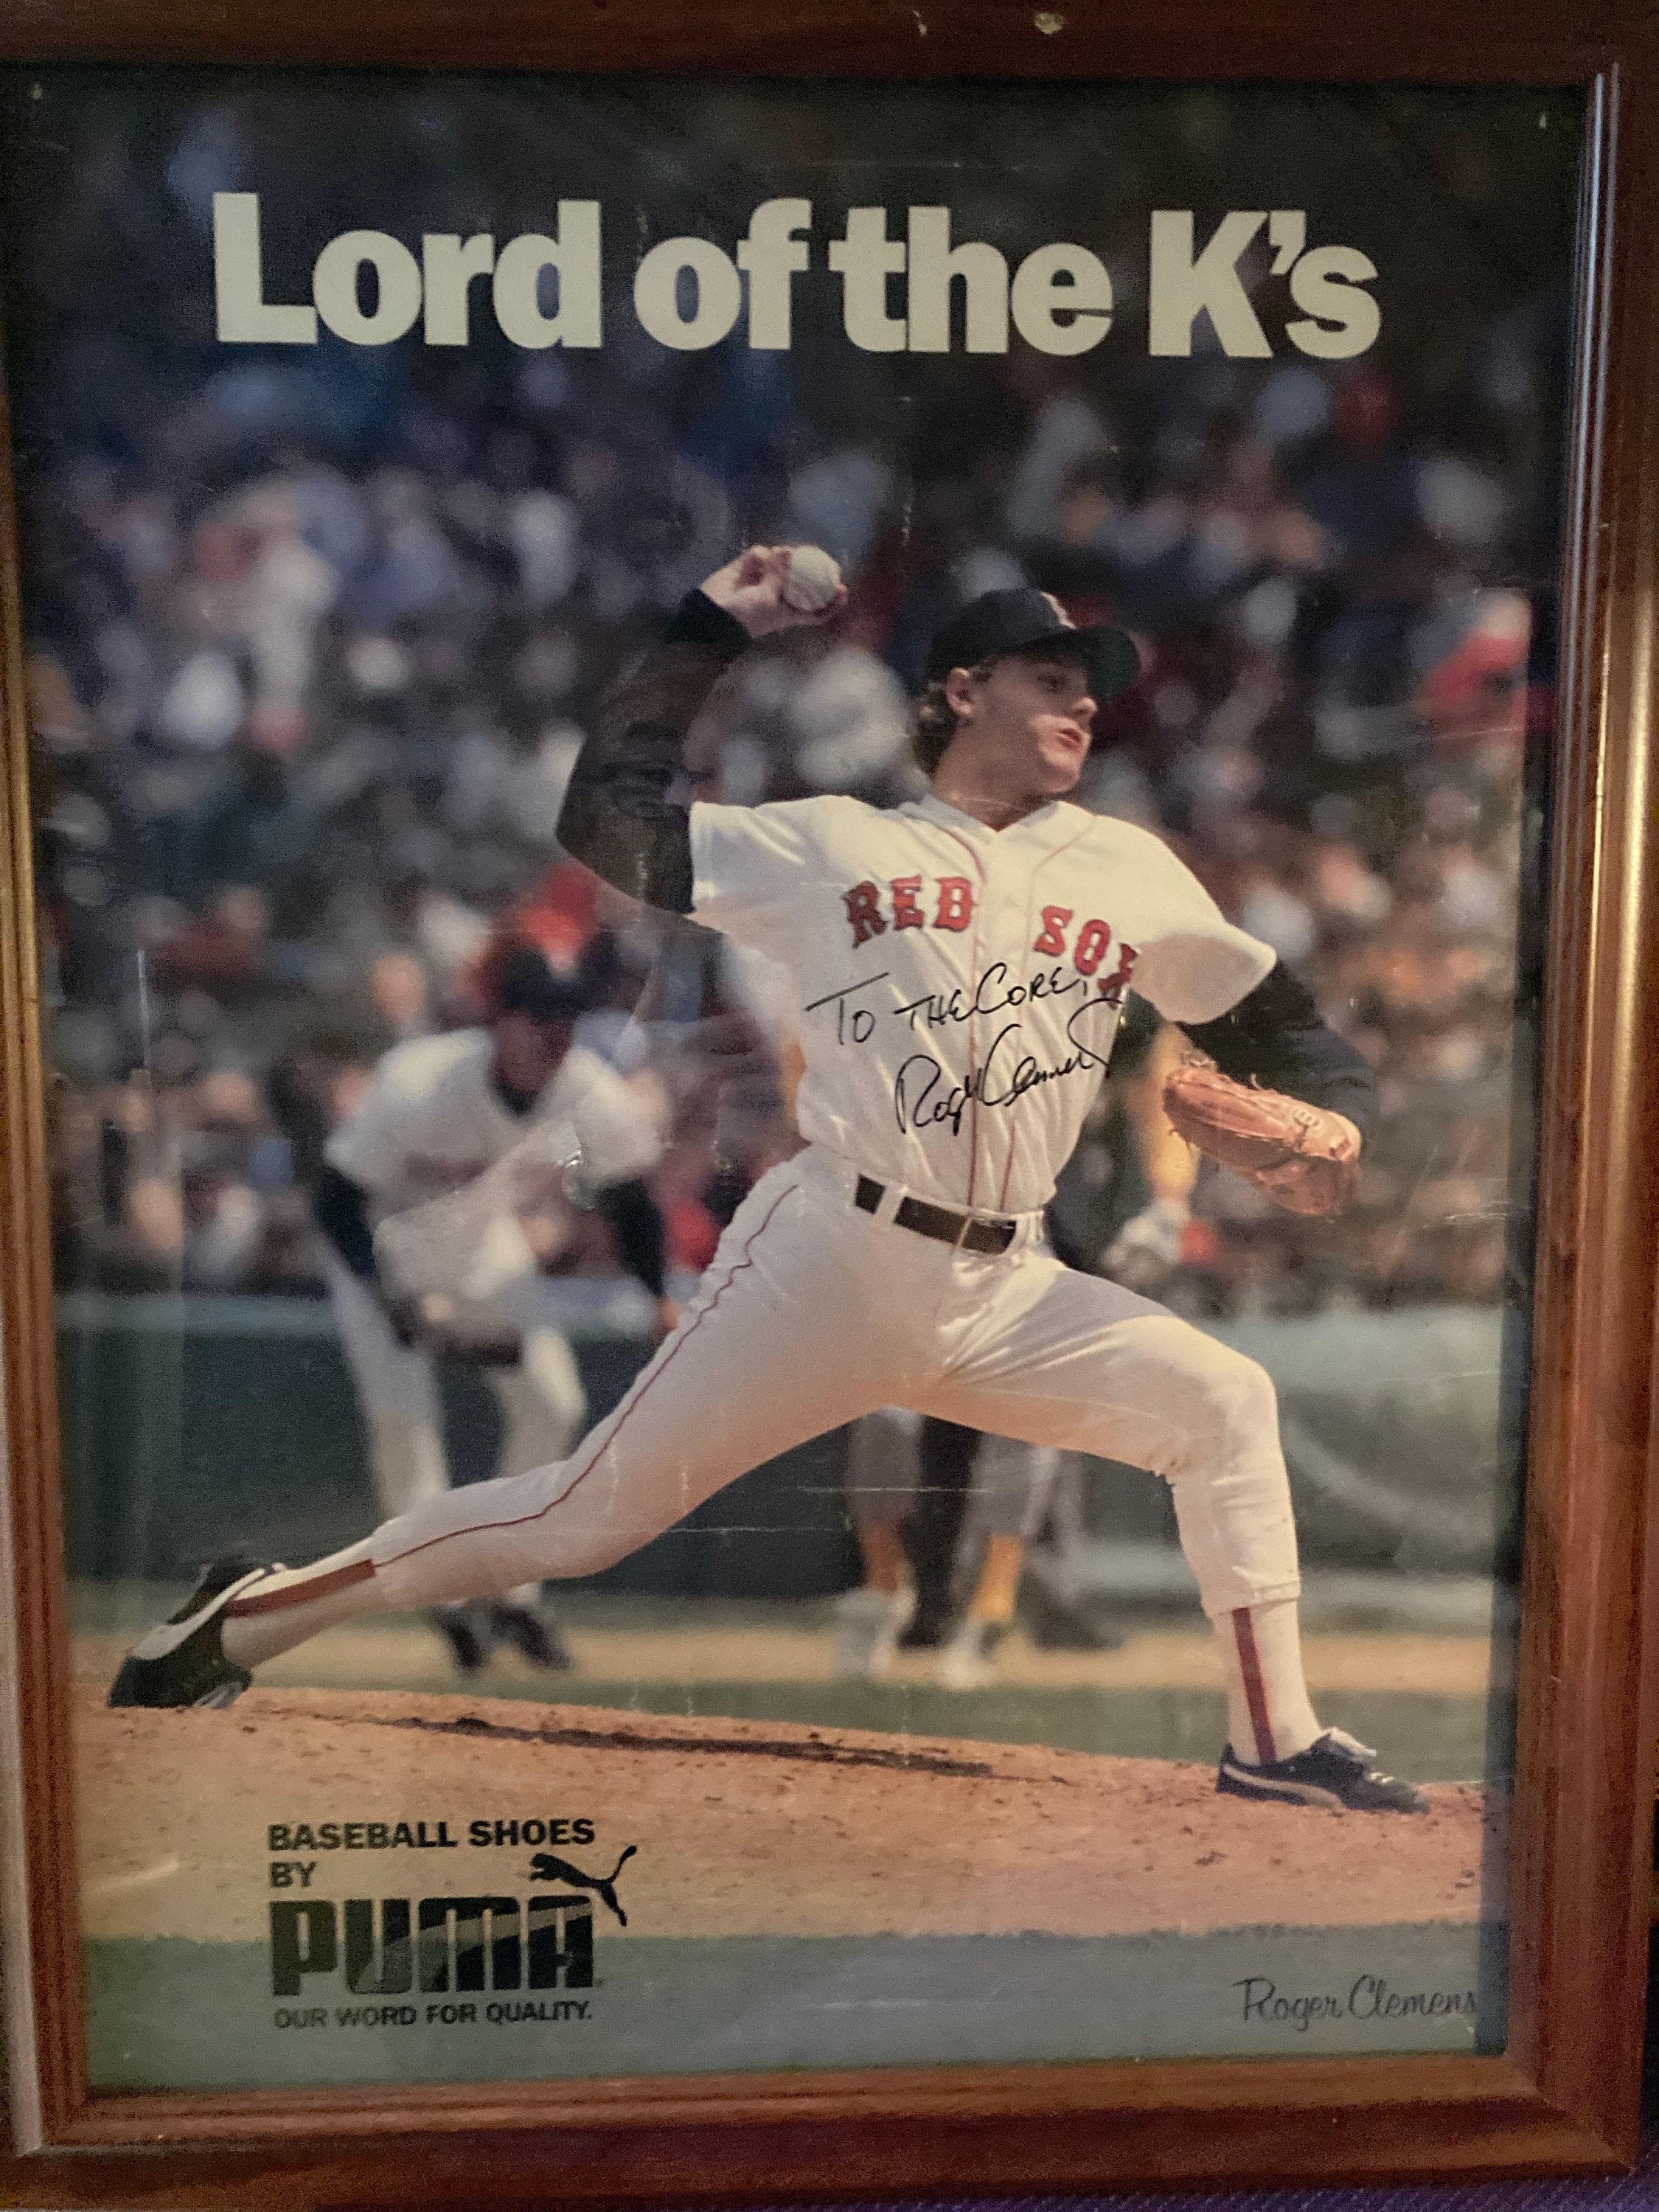 Lord of the K's
RED SOX
TO THE CORE,
Roger Clemens
BASEBALL SHOES
BY
PUMA
OUR WORD FOR QUALITY.
Roger Clemens